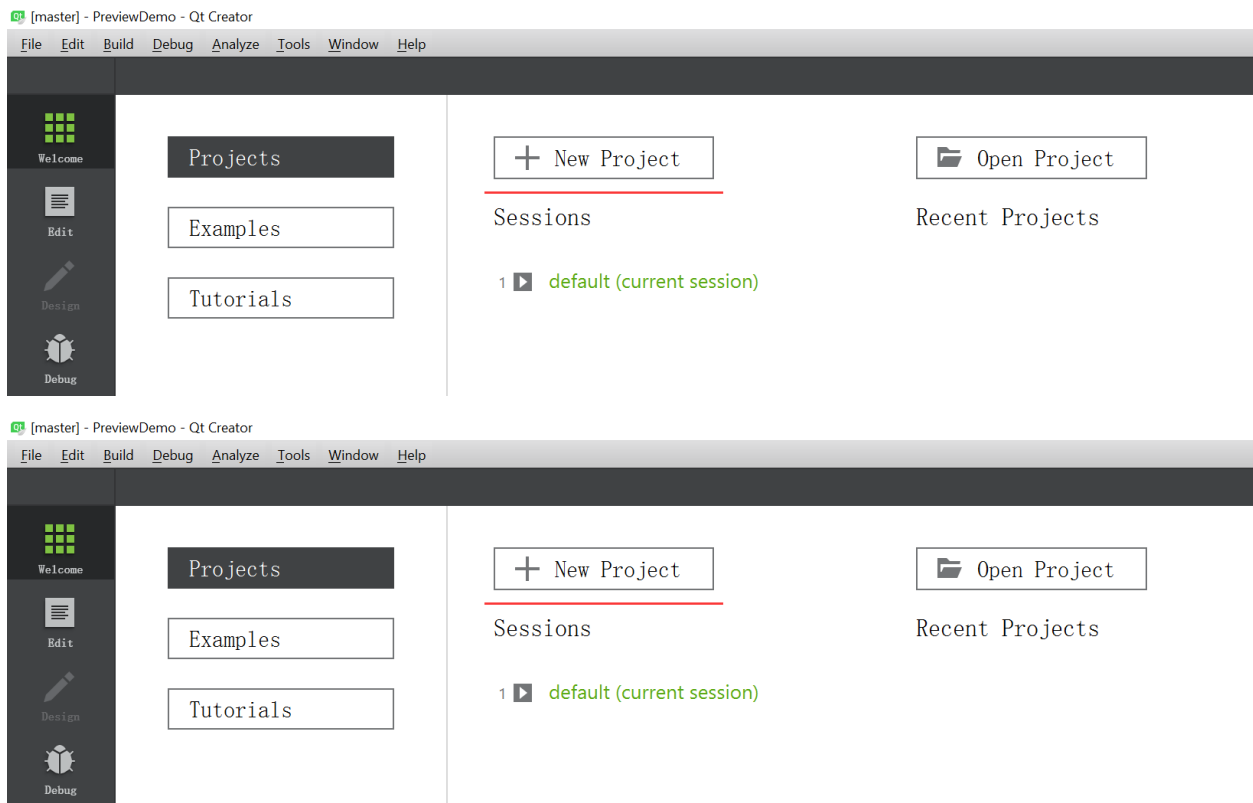 [master] - PreviewDemo - Qt Creator
File Edit Build Debug Analyze Tools Window Help
Welcome
Edit
Design
Debug
Projects
Examples
Tutorials
New Project
Open Project
Sessions
Recent Projects
1 default (current session)
[master] - PreviewDemo - Qt Creator
File Edit Build Debug Analyze Tools Window Help
Welcome
Edit
Design
Debug
Projects
Examples
Tutorials
New Project
Open Project
Sessions
Recent Projects
1 default (current session)